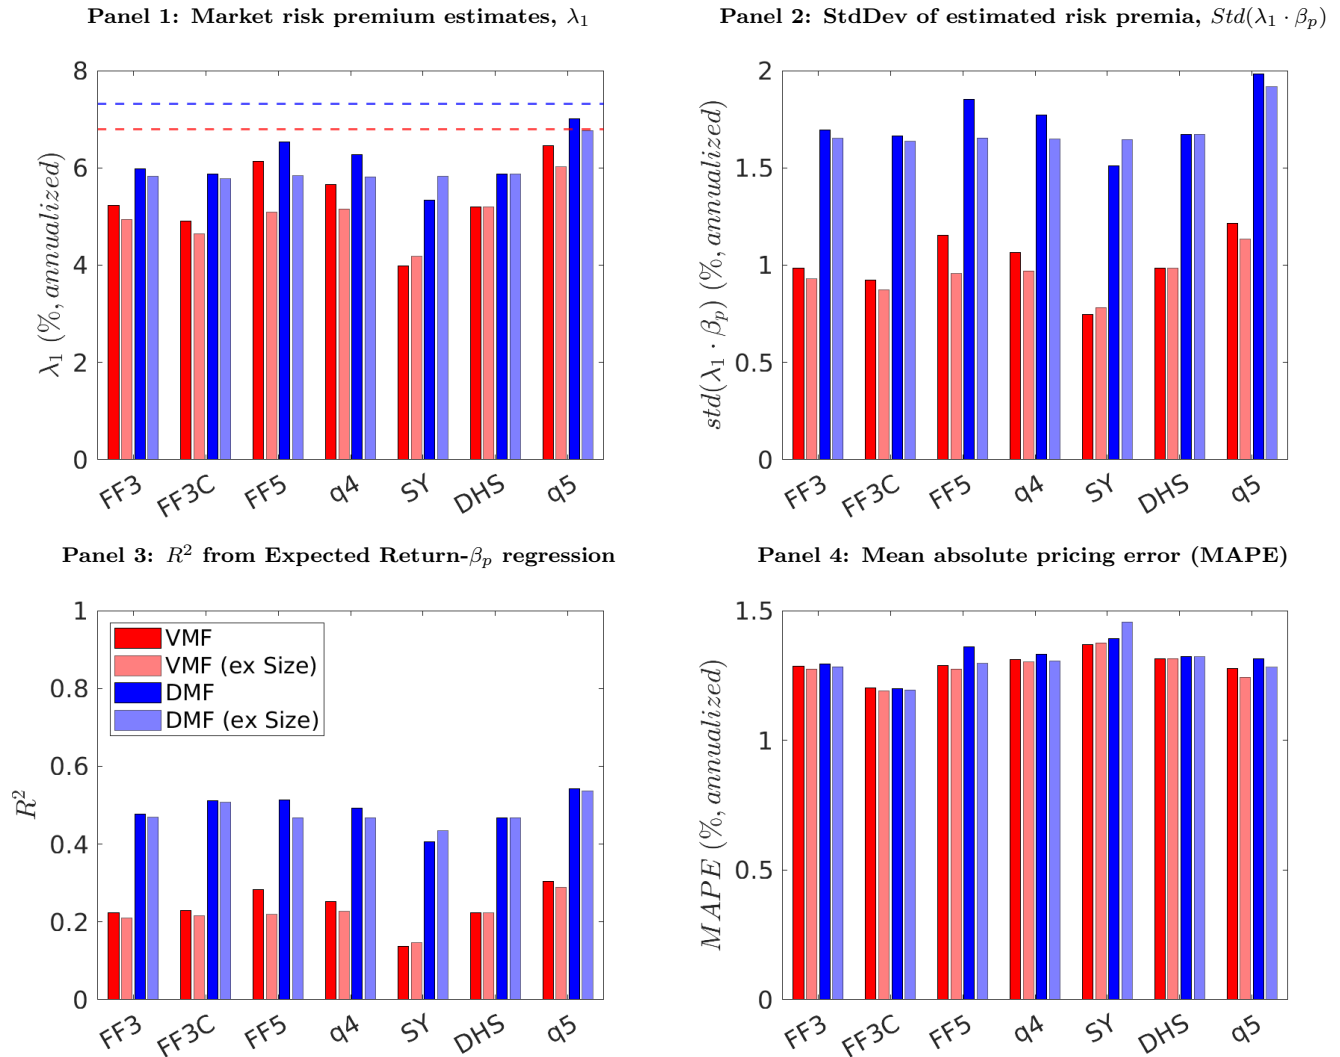 Panel 1: Market risk premium estimates, λ₁
8
6
4
2
0
λ₁ (%, annualized)
FF3 FF3C FF5 q4 SY DHS q5
Panel 2: StdDev of estimated risk premia, Std(λ₁ · βₚ)
2
1.5
1
0.5
0
std(λ₁ · βₚ) (%, annualized)
FF3 FF3C FF5 q4 SY DHS q5
Panel 3: R² from Expected Return-βₚ regression
1
0.8
0.6
0.4
0.2
0
R²
VMF
VMF (ex Size)
DMF
DMF (ex Size)
FF3 FF3C FF5 q4 SY DHS q5
Panel 4: Mean absolute pricing error (MAPE)
1.5
1
0.5
0
MAPE (%, annualized)
FF3 FF3C FF5 q4 SY DHS q5